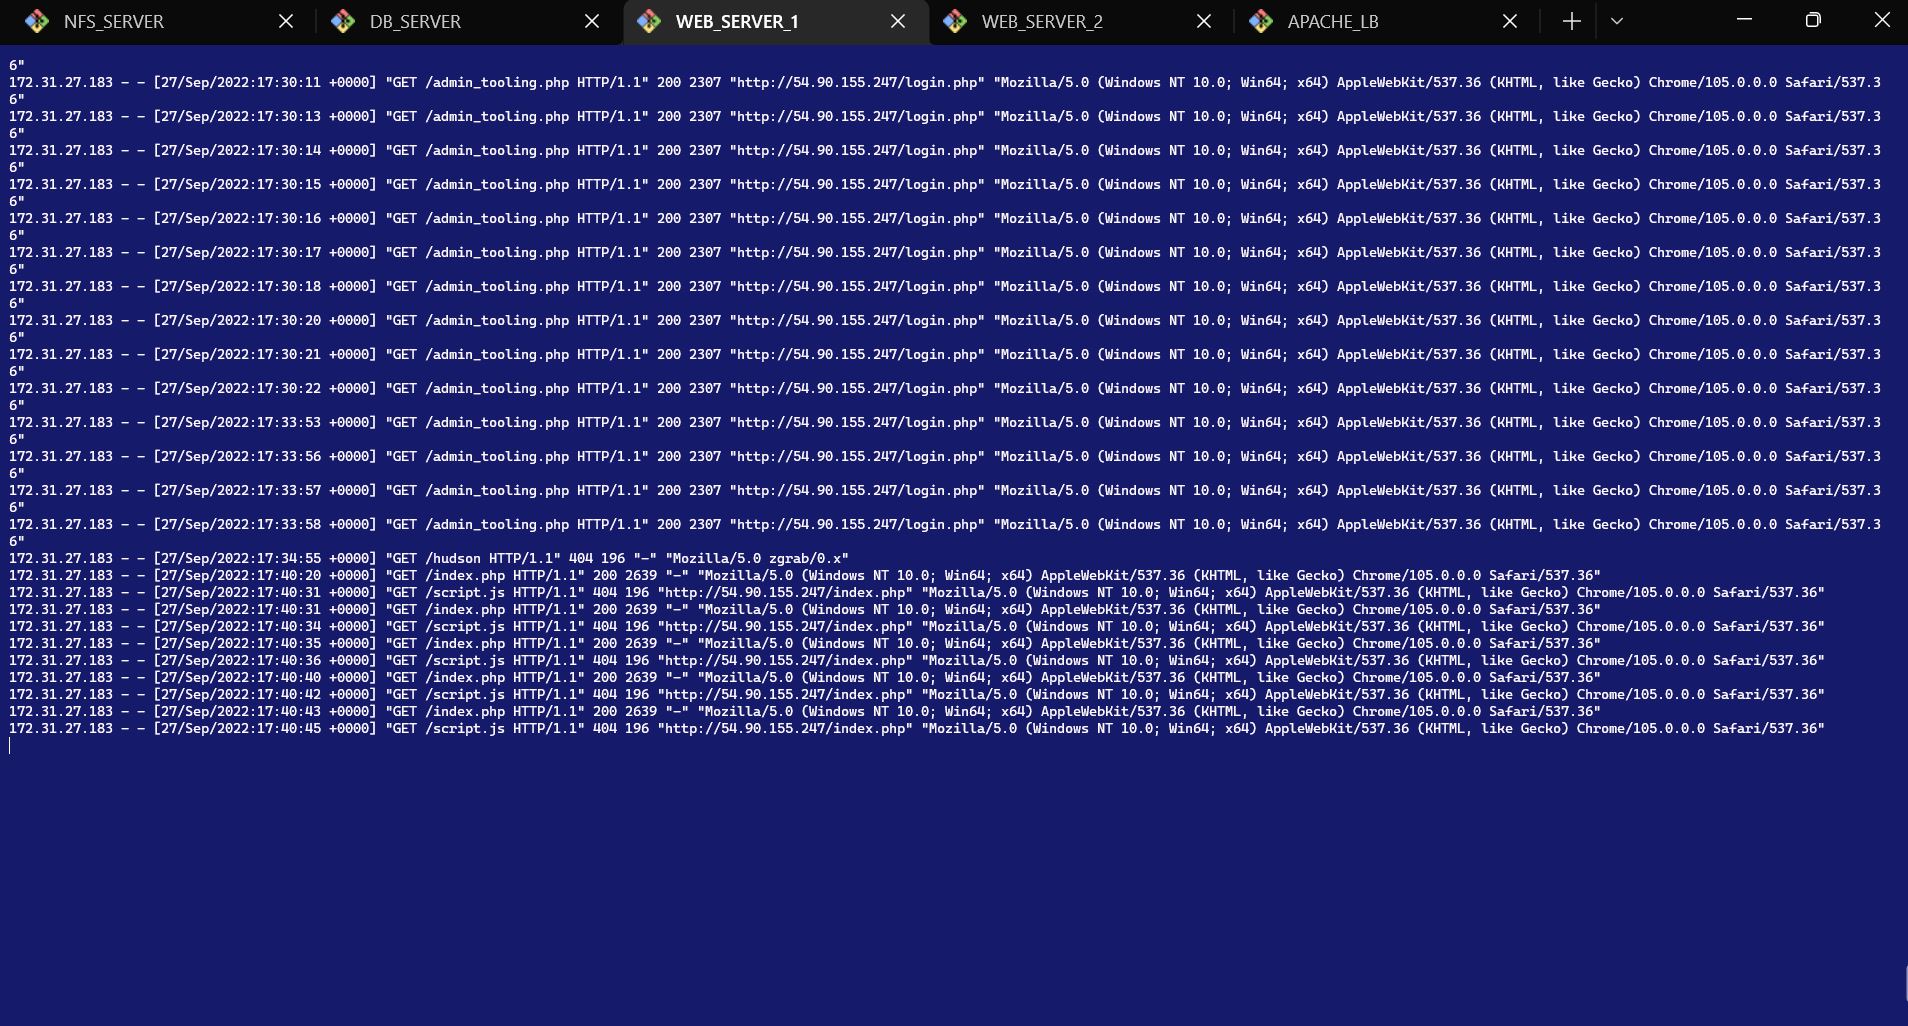 NFS_SERVER
DB_SERVER
WEB_SERVER_1
WEB_SERVER_2
APACHE_LB
6"
172.31.27.183 - - [27/Sep/2022:17:30:11 +0000] "GET /admin_tooling.php HTTP/1.1" 200 2307 "http://54.90.155.247/login.php" "Mozilla/5.0 (Windows NT 10.0; Win64; x64) AppleWebKit/537.36 (KHTML, like Gecko) Chrome/105.0.0.0 Safari/537.3
6"
172.31.27.183 - - [27/Sep/2022:17:30:13 +0000] "GET /admin_tooling.php HTTP/1.1" 200 2307 "http://54.90.155.247/login.php" "Mozilla/5.0 (Windows NT 10.0; Win64; x64) AppleWebKit/537.36 (KHTML, like Gecko) Chrome/105.0.0.0 Safari/537.3
6"
172.31.27.183 - - [27/Sep/2022:17:30:14 +0000] "GET /admin_tooling.php HTTP/1.1" 200 2307 "http://54.90.155.247/login.php" "Mozilla/5.0 (Windows NT 10.0; Win64; x64) AppleWebKit/537.36 (KHTML, like Gecko) Chrome/105.0.0.0 Safari/537.3
6"
172.31.27.183 - - [27/Sep/2022:17:30:15 +0000] "GET /admin_tooling.php HTTP/1.1" 200 2307 "http://54.90.155.247/login.php" "Mozilla/5.0 (Windows NT 10.0; Win64; x64) AppleWebKit/537.36 (KHTML, like Gecko) Chrome/105.0.0.0 Safari/537.3
6"
172.31.27.183 - - [27/Sep/2022:17:30:16 +0000] "GET /admin_tooling.php HTTP/1.1" 200 2307 "http://54.90.155.247/login.php" "Mozilla/5.0 (Windows NT 10.0; Win64; x64) AppleWebKit/537.36 (KHTML, like Gecko) Chrome/105.0.0.0 Safari/537.3
6"
172.31.27.183 - - [27/Sep/2022:17:30:17 +0000] "GET /admin_tooling.php HTTP/1.1" 200 2307 "http://54.90.155.247/login.php" "Mozilla/5.0 (Windows NT 10.0; Win64; x64) AppleWebKit/537.36 (KHTML, like Gecko) Chrome/105.0.0.0 Safari/537.3
6"
172.31.27.183 - - [27/Sep/2022:17:30:18 +0000] "GET /admin_tooling.php HTTP/1.1" 200 2307 "http://54.90.155.247/login.php" "Mozilla/5.0 (Windows NT 10.0; Win64; x64) AppleWebKit/537.36 (KHTML, like Gecko) Chrome/105.0.0.0 Safari/537.3
6"
172.31.27.183 - - [27/Sep/2022:17:30:20 +0000] "GET /admin_tooling.php HTTP/1.1" 200 2307 "http://54.90.155.247/login.php" "Mozilla/5.0 (Windows NT 10.0; Win64; x64) AppleWebKit/537.36 (KHTML, like Gecko) Chrome/105.0.0.0 Safari/537.3
6"
172.31.27.183 - - [27/Sep/2022:17:30:21 +0000] "GET /admin_tooling.php HTTP/1.1" 200 2307 "http://54.90.155.247/login.php" "Mozilla/5.0 (Windows NT 10.0; Win64; x64) AppleWebKit/537.36 (KHTML, like Gecko) Chrome/105.0.0.0 Safari/537.3
6"
172.31.27.183 - - [27/Sep/2022:17:30:22 +0000] "GET /admin_tooling.php HTTP/1.1" 200 2307 "http://54.90.155.247/login.php" "Mozilla/5.0 (Windows NT 10.0; Win64; x64) AppleWebKit/537.36 (KHTML, like Gecko) Chrome/105.0.0.0 Safari/537.3
6"
172.31.27.183 - - [27/Sep/2022:17:33:53 +0000] "GET /admin_tooling.php HTTP/1.1" 200 2307 "http://54.90.155.247/login.php" "Mozilla/5.0 (Windows NT 10.0; Win64; x64) AppleWebKit/537.36 (KHTML, like Gecko) Chrome/105.0.0.0 Safari/537.3
6"
172.31.27.183 - - [27/Sep/2022:17:33:56 +0000] "GET /admin_tooling.php HTTP/1.1" 200 2307 "http://54.90.155.247/login.php" "Mozilla/5.0 (Windows NT 10.0; Win64; x64) AppleWebKit/537.36 (KHTML, like Gecko) Chrome/105.0.0.0 Safari/537.3
6"
172.31.27.183 - - [27/Sep/2022:17:33:57 +0000] "GET /admin_tooling.php HTTP/1.1" 200 2307 "http://54.90.155.247/login.php" "Mozilla/5.0 (Windows NT 10.0; Win64; x64) AppleWebKit/537.36 (KHTML, like Gecko) Chrome/105.0.0.0 Safari/537.3
6"
172.31.27.183 - - [27/Sep/2022:17:33:58 +0000] "GET /admin_tooling.php HTTP/1.1" 200 2307 "http://54.90.155.247/login.php" "Mozilla/5.0 (Windows NT 10.0; Win64; x64) AppleWebKit/537.36 (KHTML, like Gecko) Chrome/105.0.0.0 Safari/537.3
6"
172.31.27.183 - - [27/Sep/2022:17:34:55 +0000] "GET /hudson HTTP/1.1" 404 196 "-" "Mozilla/5.0 zgrab/0.x"
172.31.27.183 - - [27/Sep/2022:17:40:20 +0000] "GET /index.php HTTP/1.1" 200 2639 "-" "Mozilla/5.0 (Windows NT 10.0; Win64; x64) AppleWebKit/537.36 (KHTML, like Gecko) Chrome/105.0.0.0 Safari/537.36"
172.31.27.183 - - [27/Sep/2022:17:40:31 +0000] "GET /script.js HTTP/1.1" 404 196 "http://54.90.155.247/index.php" "Mozilla/5.0 (Windows NT 10.0; Win64; x64) AppleWebKit/537.36 (KHTML, like Gecko) Chrome/105.0.0.0 Safari/537.36"
172.31.27.183 - - [27/Sep/2022:17:40:31 +0000] "GET /index.php HTTP/1.1" 200 2639 "-" "Mozilla/5.0 (Windows NT 10.0; Win64; x64) AppleWebKit/537.36 (KHTML, like Gecko) Chrome/105.0.0.0 Safari/537.36"
172.31.27.183 - - [27/Sep/2022:17:40:34 +0000] "GET /script.js HTTP/1.1" 404 196 "http://54.90.155.247/index.php" "Mozilla/5.0 (Windows NT 10.0; Win64; x64) AppleWebKit/537.36 (KHTML, like Gecko) Chrome/105.0.0.0 Safari/537.36"
172.31.27.183 - - [27/Sep/2022:17:40:35 +0000] "GET /index.php HTTP/1.1" 200 2639 "-" "Mozilla/5.0 (Windows NT 10.0; Win64; x64) AppleWebKit/537.36 (KHTML, like Gecko) Chrome/105.0.0.0 Safari/537.36"
172.31.27.183 - - [27/Sep/2022:17:40:36 +0000] "GET /script.js HTTP/1.1" 404 196 "http://54.90.155.247/index.php" "Mozilla/5.0 (Windows NT 10.0; Win64; x64) AppleWebKit/537.36 (KHTML, like Gecko) Chrome/105.0.0.0 Safari/537.36"
172.31.27.183 - - [27/Sep/2022:17:40:40 +0000] "GET /index.php HTTP/1.1" 200 2639 "-" "Mozilla/5.0 (Windows NT 10.0; Win64; x64) AppleWebKit/537.36 (KHTML, like Gecko) Chrome/105.0.0.0 Safari/537.36"
172.31.27.183 - - [27/Sep/2022:17:40:42 +0000] "GET /script.js HTTP/1.1" 404 196 "http://54.90.155.247/index.php" "Mozilla/5.0 (Windows NT 10.0; Win64; x64) AppleWebKit/537.36 (KHTML, like Gecko) Chrome/105.0.0.0 Safari/537.36"
172.31.27.183 - - [27/Sep/2022:17:40:43 +0000] "GET /index.php HTTP/1.1" 200 2639 "-" "Mozilla/5.0 (Windows NT 10.0; Win64; x64) AppleWebKit/537.36 (KHTML, like Gecko) Chrome/105.0.0.0 Safari/537.36"
172.31.27.183 - - [27/Sep/2022:17:40:45 +0000] "GET /script.js HTTP/1.1" 404 196 "http://54.90.155.247/index.php" "Mozilla/5.0 (Windows NT 10.0; Win64; x64) AppleWebKit/537.36 (KHTML, like Gecko) Chrome/105.0.0.0 Safari/537.36"